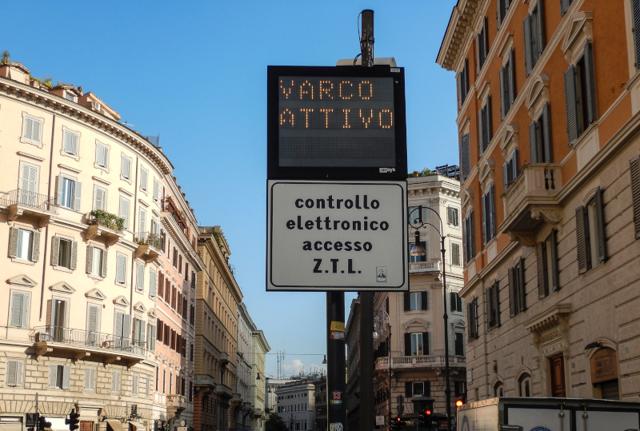 VARCO
ATTIVO
controllo
elettronico
accesso
Z.T.L.